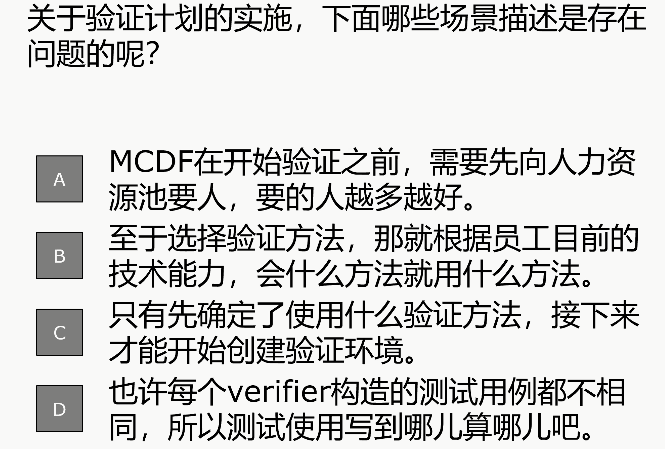 关于验证计划的实施，下面哪些场景描述是存在
问题的呢？
A MCDF在开始验证之前，需要先向人力资
源池要人，要的人越多越好。
B 至于选择验证方法，那就根据员工目前的
技术能力，会什么方法就用什么方法。
C 只有先确定了使用什么验证方法，接下来
才能开始创建验证环境。
D 也许每个verifier构造的测试用例都不相
同，所以测试使用写到哪儿算哪儿吧。